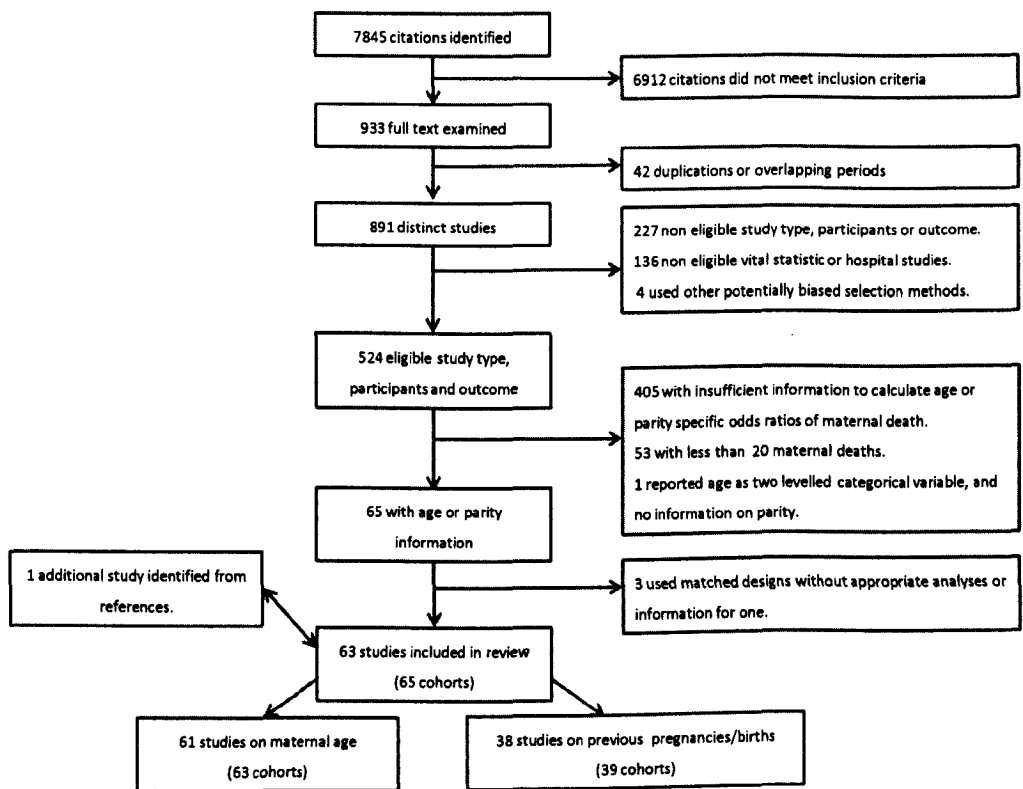 7845 citations identified
6912 citations did not meet inclusion criteria
933 full text examined
42 duplications or overlapping periods
891 distinct studies
227 non eligible study type, participants or outcome.
136 non eligible vital statistic or hospital studies.
4 used other potentially biased selection methods.
524 eligible study type,
participants and outcome
405 with insufficient information to calculate age or
parity specific odds ratios of maternal death.
53 with less than 20 maternal deaths.
1 reported age as two levelled categorical variable, and
no information on parity.
65 with age or parity
information
1 additional study identified from
references.
3 used matched designs without appropriate analyses or
information for one.
63 studies included in review
(65 cohorts)
61 studies on maternal age
(63 cohorts)
38 studies on previous pregnancies/births
(39 cohorts)